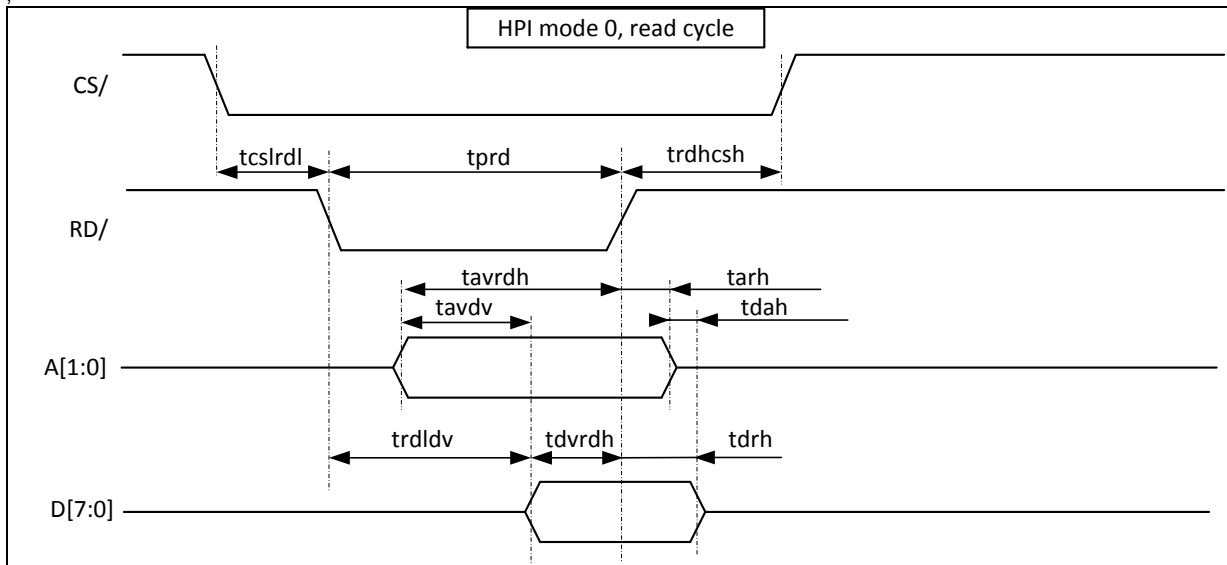 HPI mode 0, read cycle
CS/
tcslrdl tprd trdhcsh
RD/
tavrdh tarh
tavdv tdah
A[1:0]
trdldv tdvrdh tdrh
D[7:0]